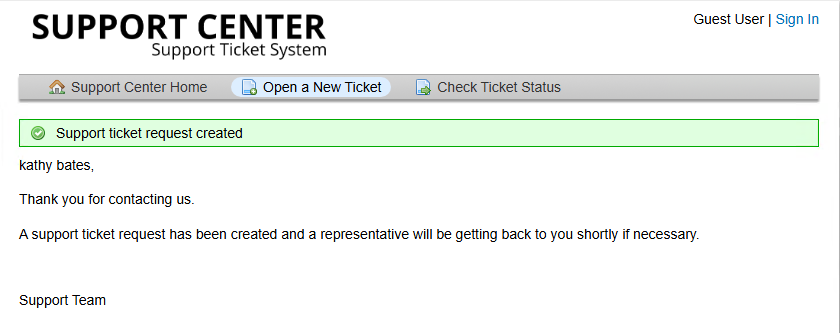 SUPPORT CENTER
Support Ticket System
Guest User | Sign In
Support Center Home Open a New Ticket Check Ticket Status
Support ticket request created
kathy bates,
Thank you for contacting us.
A support ticket request has been created and a representative will be getting back to you shortly if necessary.
Support Team